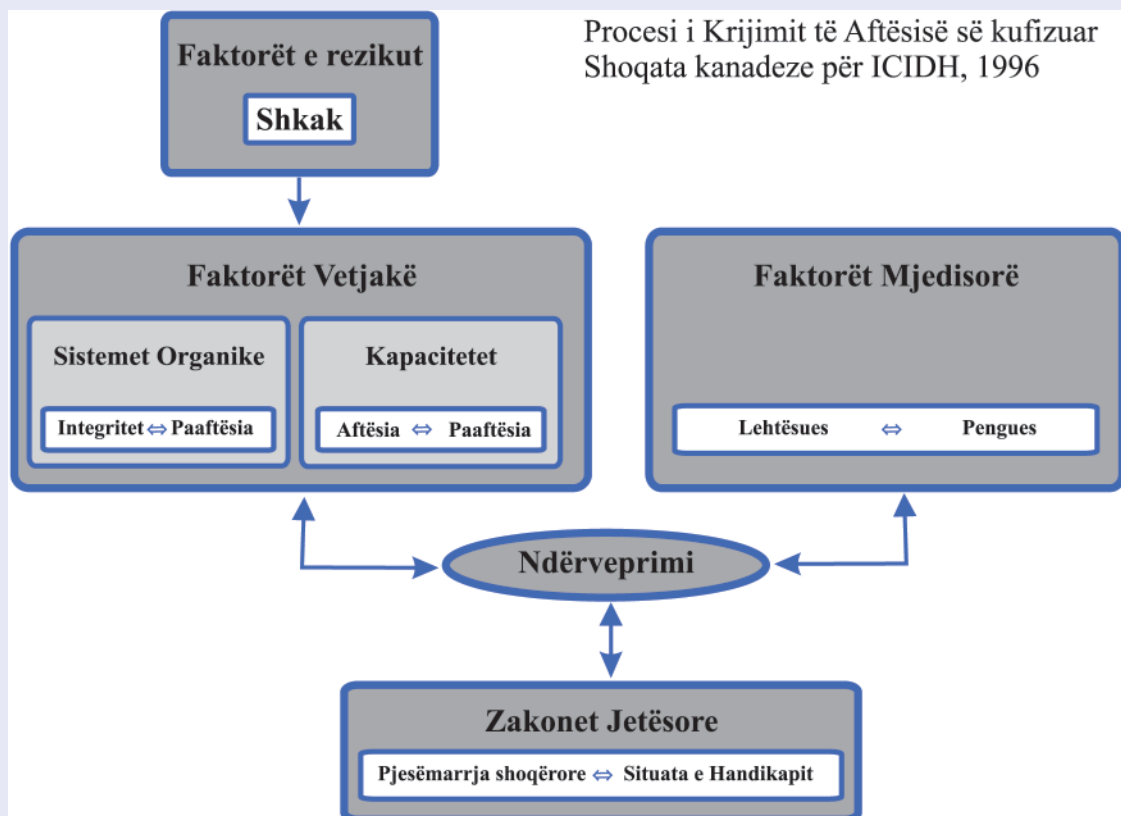 Procesi i Krijimit të Aftësisë së kufizuar
Shoqata kanadeze për ICIDH, 1996
Faktorët e rezikut
Shkak
Faktorët Vetjakë
Sistemet Organike
Integritet ⇔ Paaftësia
Kapacitetet
Aftësia ⇔ Paaftësia
Faktorët Mjedisorë
Lehtësues ⇔ Pengues
Ndërveprimi
Zakonet Jetësore
Pjesëmarrja shoqërore ⇔ Situata e Handikapit